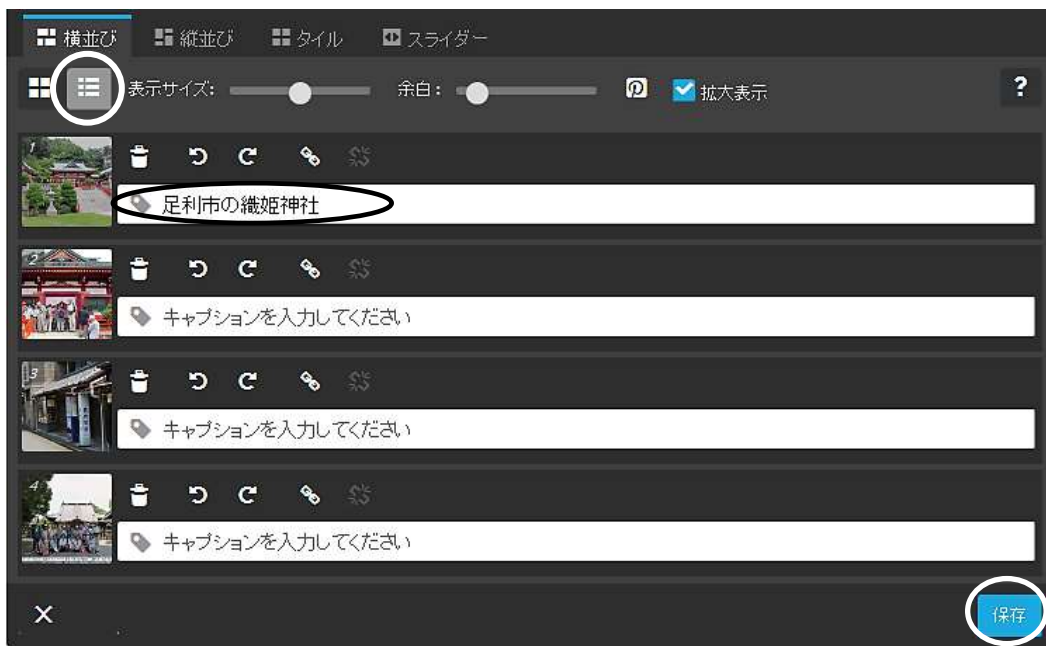 横並び 縦並び タイル スライダー
表示サイズ: 余白: 拡大表示 ?
1
足利市の織姫神社
2
キャプションを入力してください
3
キャプションを入力してください
4
キャプションを入力してください
保存